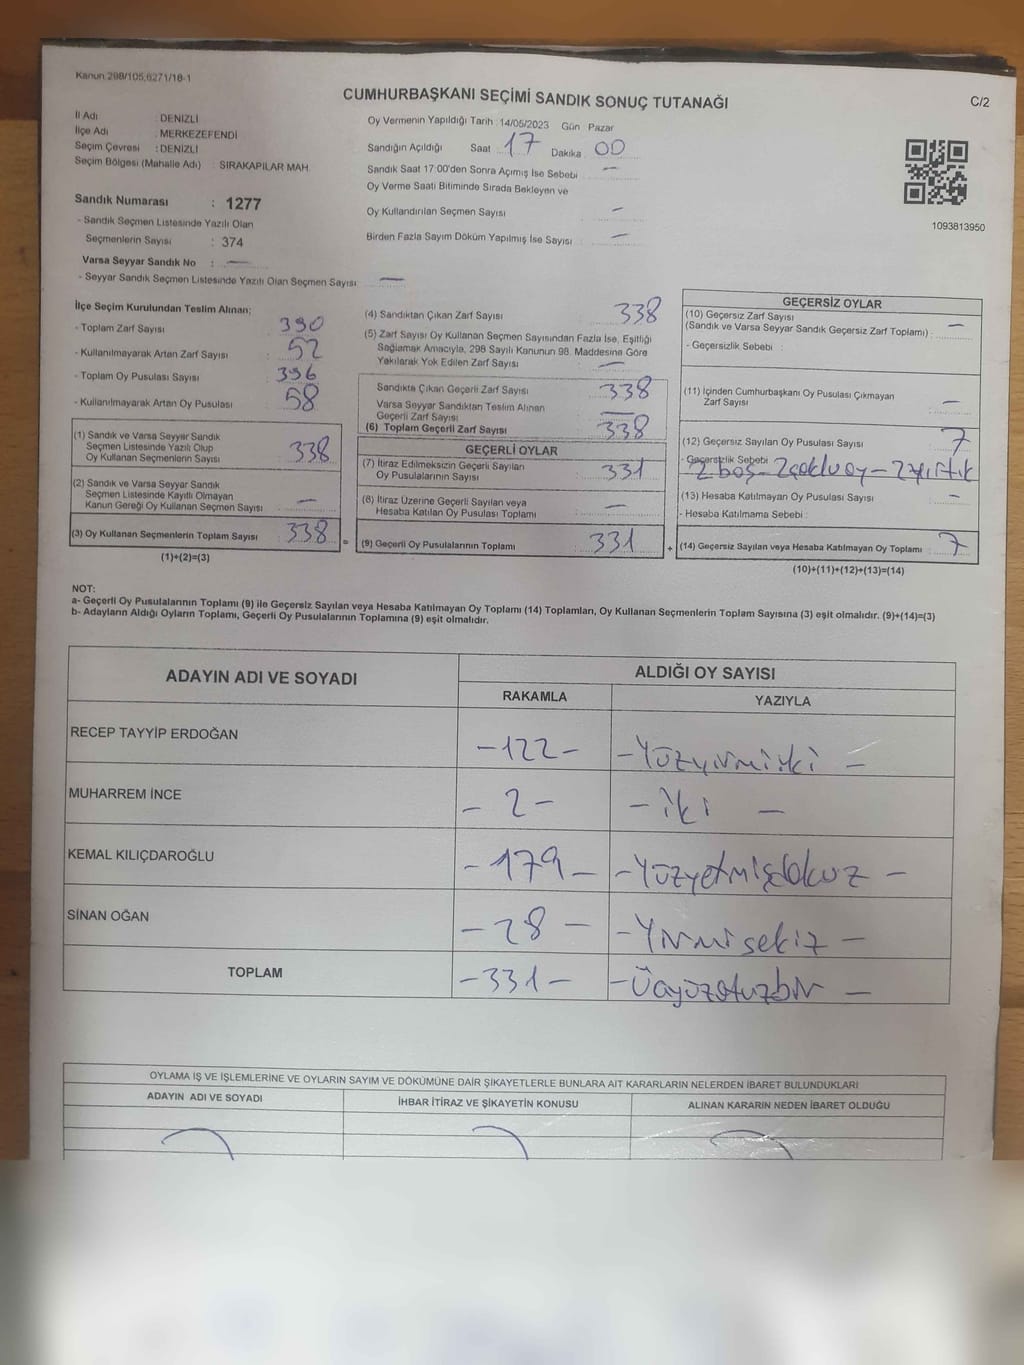 Kanun 298/105,6271/18-1
CUMHURBAŞKANI SEÇİMİ SANDIK SONUÇ TUTANAĞI
C/2
İl Adı : DENİZLİ
İlçe Adı : MERKEZEFENDİ
Seçim Çevresi : DENİZLİ
Seçim Bölgesi (Mahalle Adı) : SIRAKAPILAR MAH.
Sandık Numarası : 1277
- Sandık Seçmen Listesinde Yazılı Olan
Seçmenlerin Sayısı : 374
Varsa Seyyar Sandık No : —
- Seyyar Sandık Seçmen Listesinde Yazılı Olan Seçmen Sayısı —
Oy Vermenin Yapıldığı Tarih : 14/05/2023 Gün Pazar
Sandığın Açıldığı Saat 17 Dakika 00
Sandık Saat 17:00'den Sonra Açımış İse Sebebi —
Oy Verme Saati Bitiminde Sırada Bekleyen ve
Oy Kullandırılan Seçmen Sayısı —
Birden Fazla Sayım Döküm Yapılmış İse Sayısı —
1093813950
İlçe Seçim Kurulundan Teslim Alınan;
- Toplam Zarf Sayısı : 390
- Kullanılmayarak Artan Zarf Sayısı : 52
- Toplam Oy Pusulası Sayısı : 396
- Kullanılmayarak Artan Oy Pusulası : 58
(1) Sandık ve Varsa Seyyar Sandık
Seçmen Listesinde Yazılı Olup
Oy Kullanan Seçmenlerin Sayısı : 338
(2) Sandık ve Varsa Seyyar Sandık
Seçmen Listesinde Kayıtlı Olmayan
Kanun Gereği Oy Kullanan Seçmen Sayısı : —
(3) Oy Kullanan Seçmenlerin Toplam Sayısı : 338 =
(1)+(2)=(3)
(4) Sandıktan Çıkan Zarf Sayısı : 338
(5) Zarf Sayısı Oy Kullanan Seçmen Sayısından Fazla İse, Eşitliği
Sağlamak Amacıyla, 298 Sayılı Kanunun 98. Maddesine Göre
Yakılarak Yok Edilen Zarf Sayısı : —
Sandıkta Çıkan Geçerli Zarf Sayısı : 338
Varsa Seyyar Sandıktan Teslim Alınan
Geçerli Zarf Sayısı : —
(6) Toplam Geçerli Zarf Sayısı : 338
GEÇERLİ OYLAR
(7) İtiraz Edilmeksizin Geçerli Sayılan
Oy Pusulalarının Sayısı : 331
(8) İtiraz Üzerine Geçerli Sayılan veya
Hesaba Katılan Oy Pusulası Toplamı : —
(9) Geçerli Oy Pusulalarının Toplamı : 331 +
GEÇERSİZ OYLAR
(10) Geçersiz Zarf Sayısı
(Sandık ve Varsa Seyyar Sandık Geçersiz Zarf Toplamı) : —
- Geçersizlik Sebebi :
(11) İçinden Cumhurbaşkanı Oy Pusulası Çıkmayan
Zarf Sayısı : —
(12) Geçersiz Sayılan Oy Pusulası Sayısı : 7
- Geçersizlik Sebebi : 2 boş - 2 çoklu oy - 2 yırtık
(13) Hesaba Katılmayan Oy Pusulası Sayısı : —
- Hesaba Katılmama Sebebi :
(14) Geçersiz Sayılan veya Hesaba Katılmayan Oy Toplamı : 7
(10)+(11)+(12)+(13)=(14)
NOT:
a- Geçerli Oy Pusulalarının Toplamı (9) ile Geçersiz Sayılan veya Hesaba Katılmayan Oy Toplamı (14) Toplamları, Oy Kullanan Seçmenlerin Toplam Sayısına (3) eşit olmalıdır. (9)+(14)=(3)
b- Adayların Aldığı Oyların Toplamı, Geçerli Oy Pusulalarının Toplamına (9) eşit olmalıdır.
ADAYIN ADI VE SOYADI
ALDIĞI OY SAYISI
RAKAMLA
YAZIYLA
RECEP TAYYİP ERDOĞAN -122- -Yüzyirmiiki-
MUHARREM İNCE -2- -iki-
KEMAL KILIÇDAROĞLU -179- -Yüzyetmişdokuz-
SİNAN OĞAN -28- -Yirmisekiz-
TOPLAM -331- -Üçyüzotuzbir-
OYLAMA İŞ VE İŞLEMLERİNE VE OYLARIN SAYIM VE DÖKÜMÜNE DAİR ŞİKAYETLERLE BUNLARA AİT KARARLARIN NELERDEN İBARET BULUNDUKLARI
ADAYIN ADI VE SOYADI
İHBAR İTİRAZ VE ŞİKAYETİN KONUSU
ALINAN KARARIN NEDEN İBARET OLDUĞU